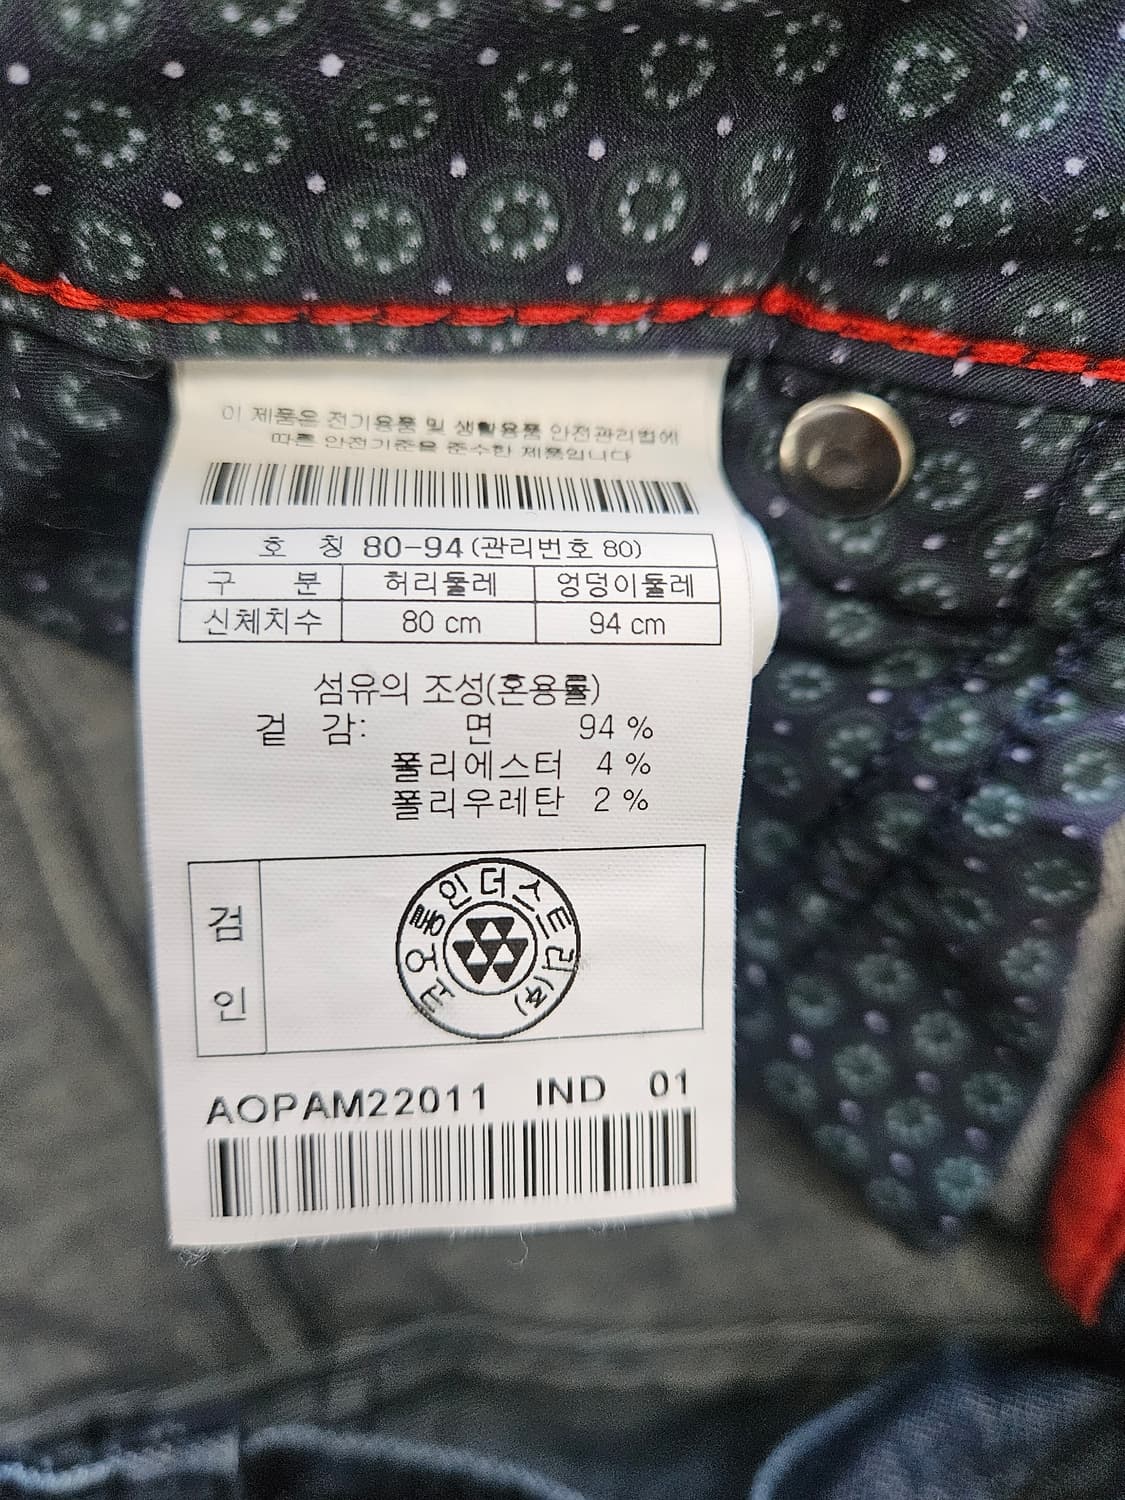 이 제품은 전기용품 및 생활용품 안전관리법에
따른 안전기준을 준수한 제품입니다
호 칭 80-94 (관리번호 80)
구 분 허리둘레 엉덩이둘레
신체치수 80 cm 94 cm
섬유의 조성(혼용률)
겉 감: 면 94 %
폴리에스터 4 %
폴리우레탄 2 %
검인
코오롱인더스트리(주)
AOPAM22011 IND 01